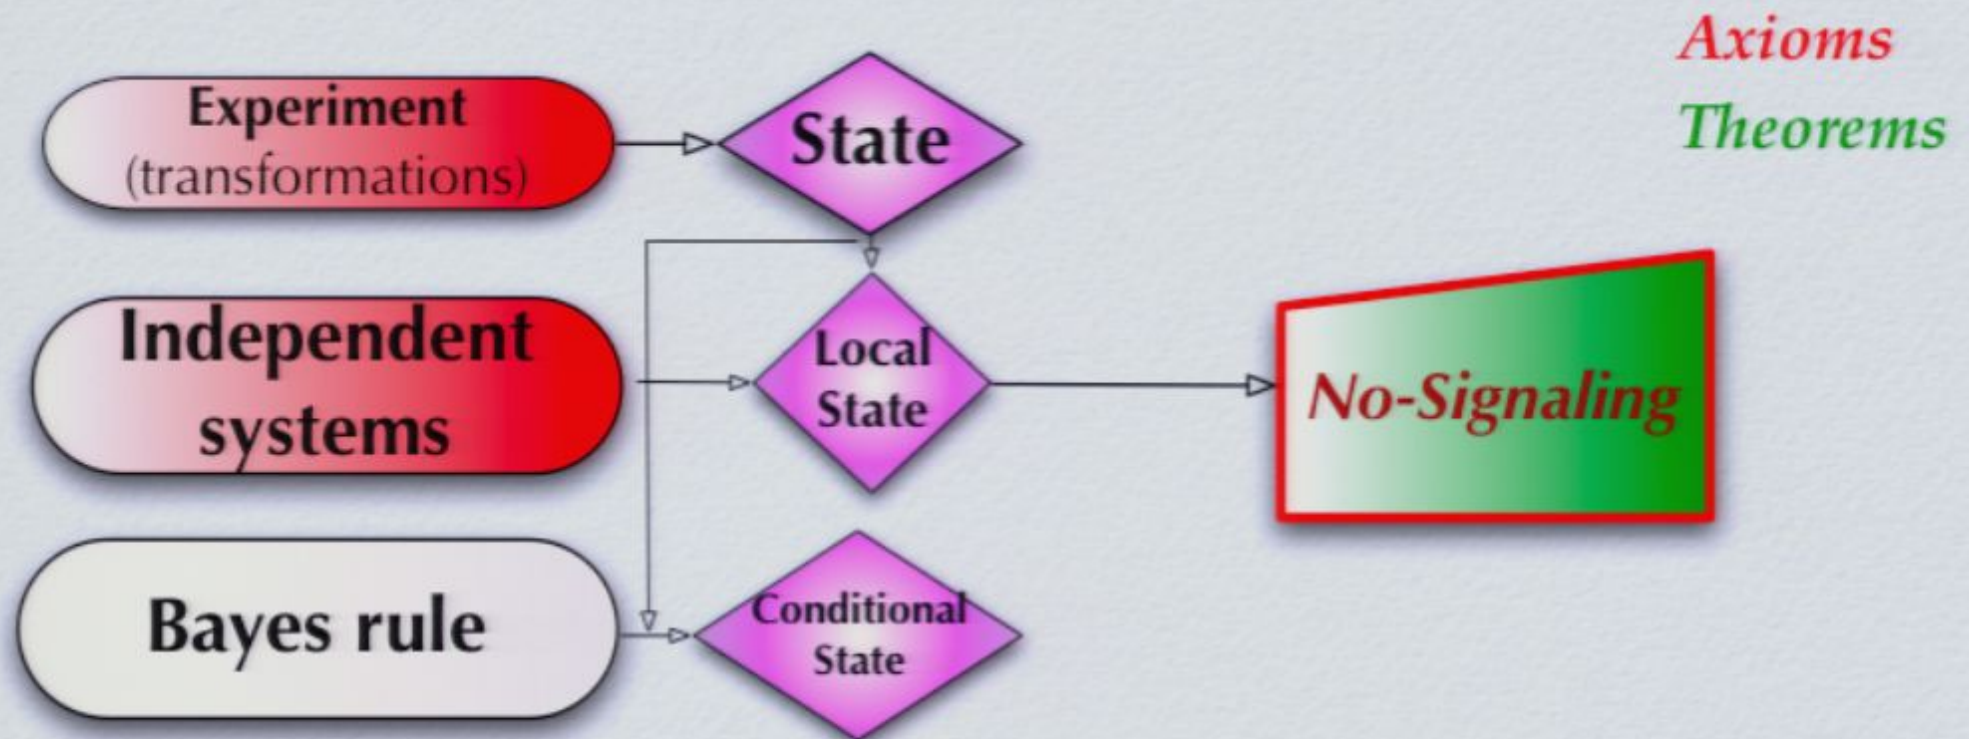 Axioms
Theorems
Experiment
(transformations)
State
Independent
systems
Local
State
No-Signaling
Bayes rule
Conditional
State